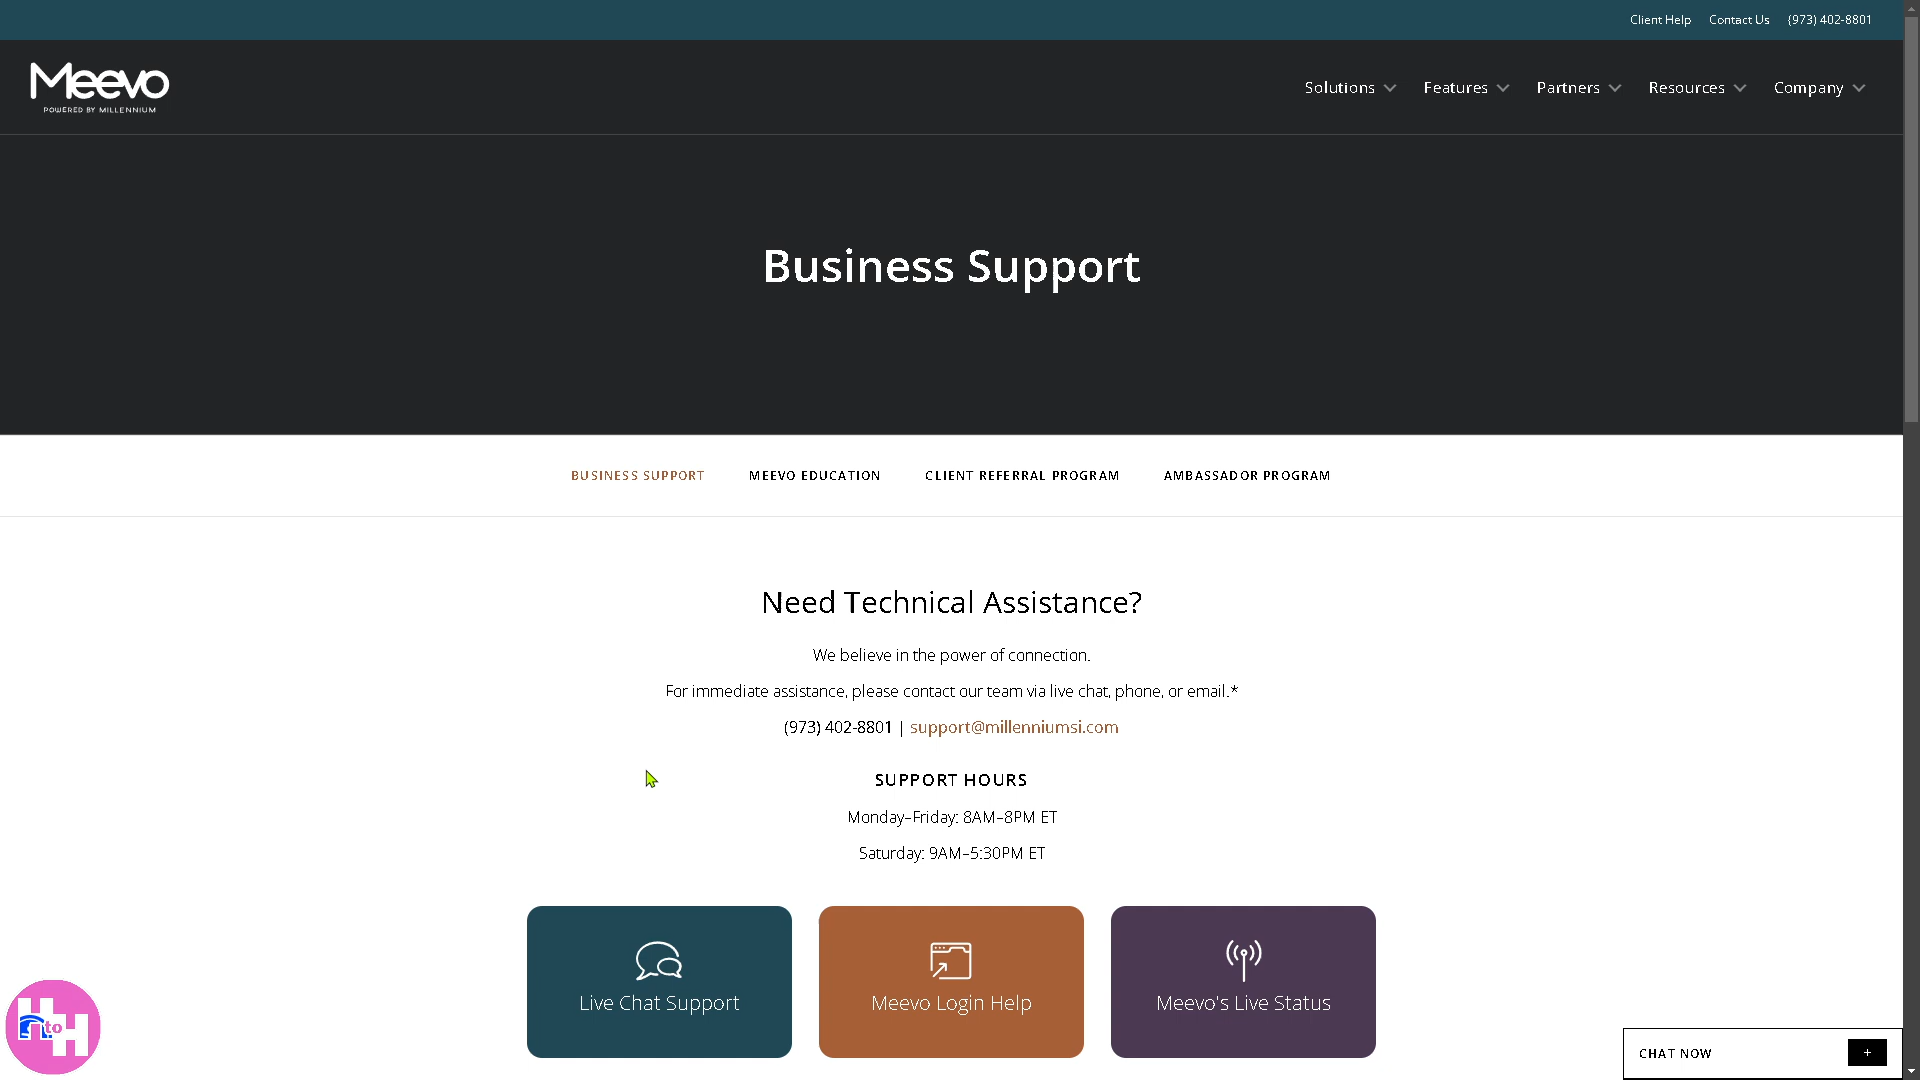 Client Help Contact Us (973) 402-8801
Meevo
POWERED BY MILLENNIUM
Solutions Features Partners Resources Company
Business Support
BUSINESS SUPPORT MEEVO EDUCATION CLIENT REFERRAL PROGRAM AMBASSADOR PROGRAM
Need Technical Assistance?
We believe in the power of connection.
For immediate assistance, please contact our team via live chat, phone, or email.*
(973) 402-8801 | support@millenniumsi.com
SUPPORT HOURS
Monday–Friday: 8AM–8PM ET
Saturday: 9AM–5:30PM ET
Live Chat Support Meevo Login Help Meevo's Live Status
H to H
CHAT NOW +